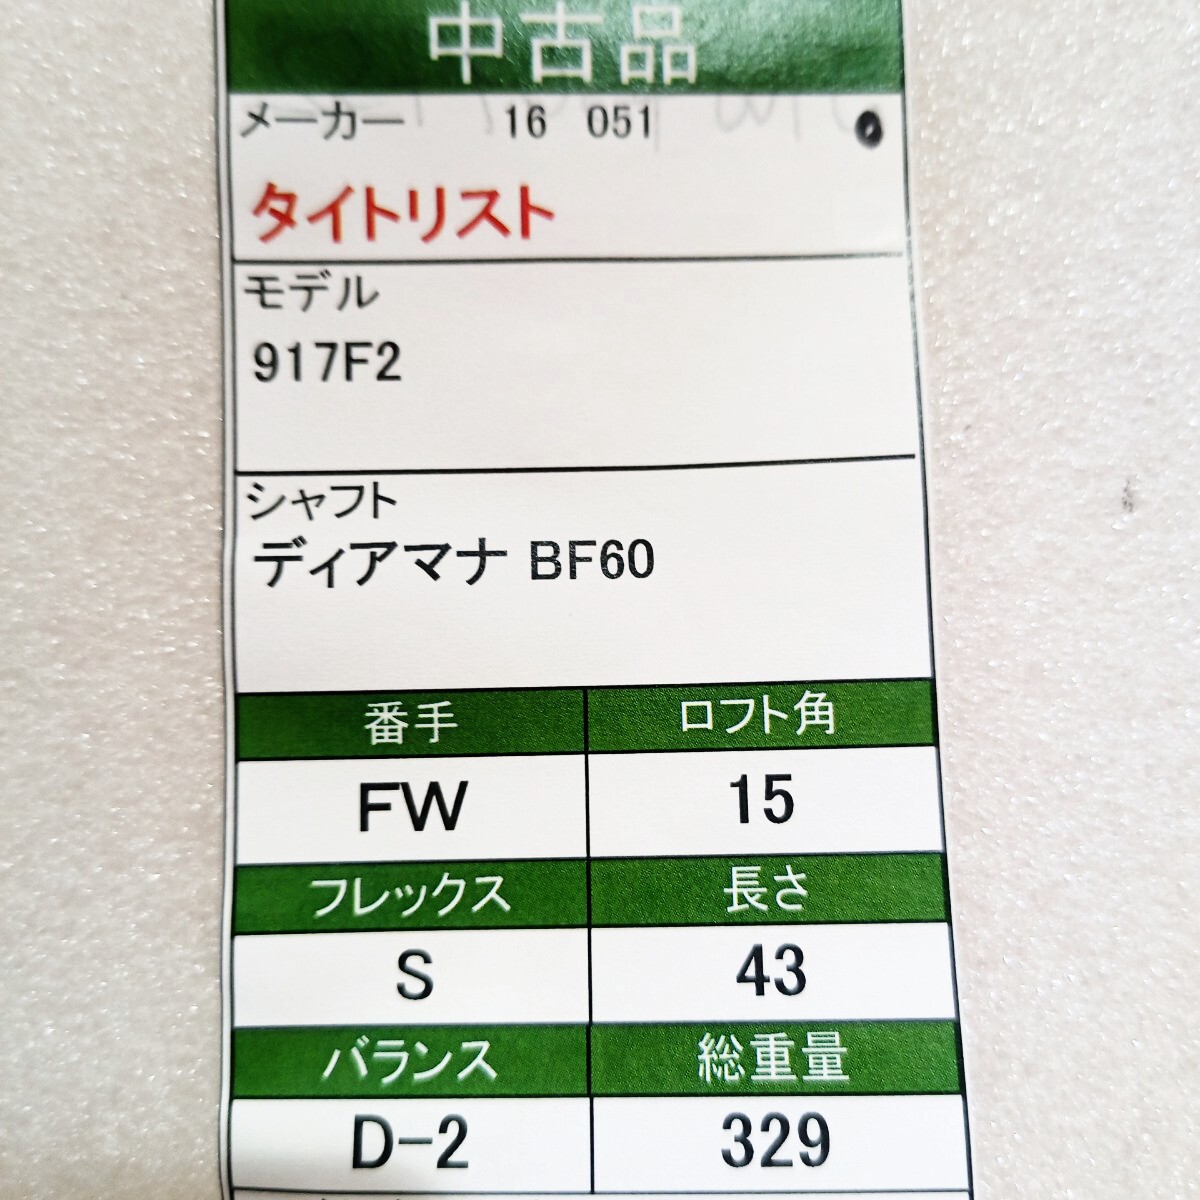 中古品
メーカー 16 051
タイトリスト
モデル
917F2
シャフト
ディアマナ BF60
番手 ロフト角
FW 15
フレックス 長さ
S 43
バランス 総重量
D-2 329